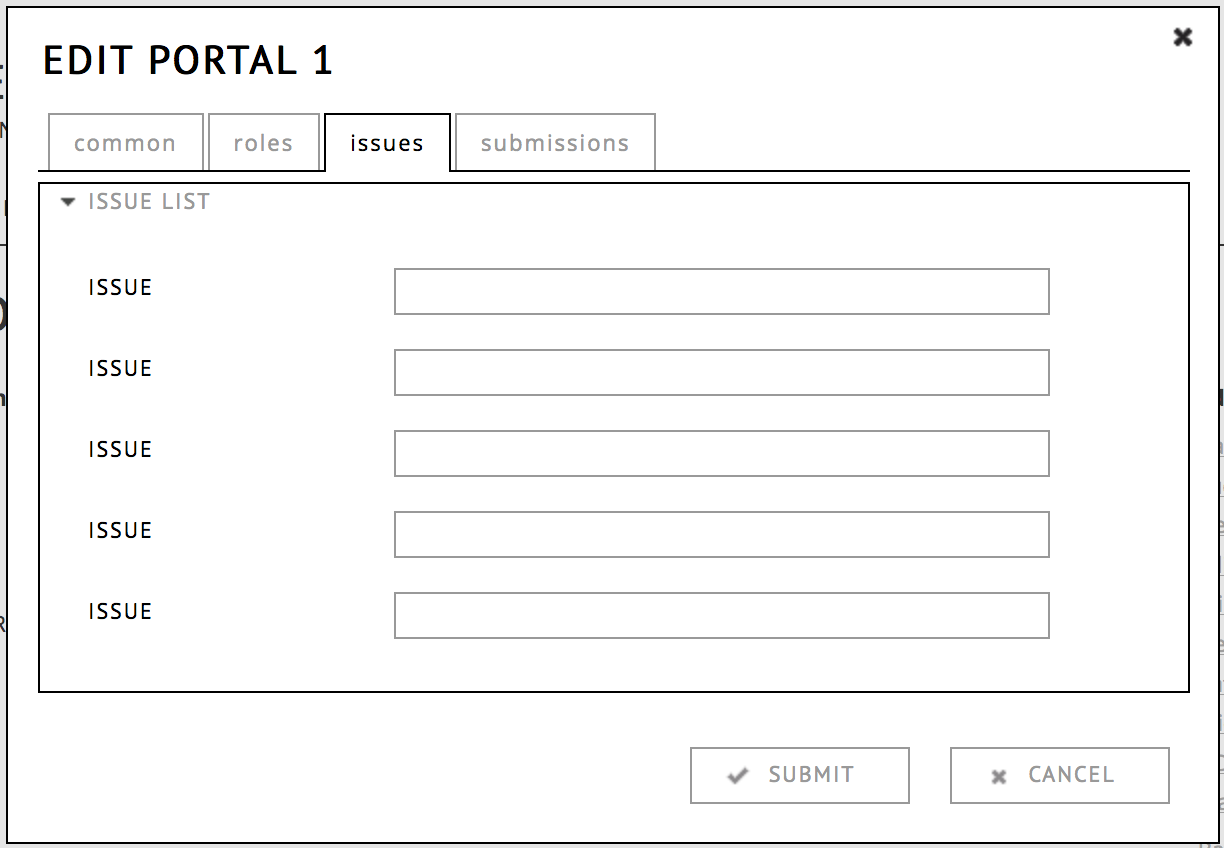 EDIT PORTAL 1
common roles issues submissions
ISSUE LIST
ISSUE
ISSUE
ISSUE
ISSUE
ISSUE
SUBMIT CANCEL